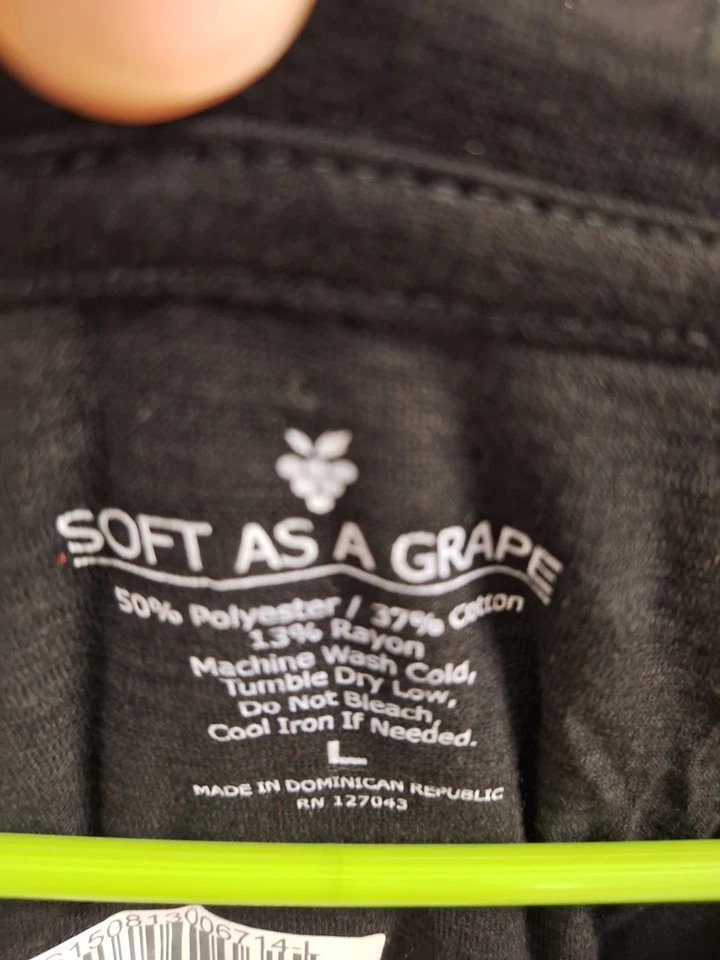 SOFT AS A GRAPE
50% Polyester / 37% Cotton
13% Rayon
Machine Wash Cold,
Tumble Dry Low,
Do Not Bleach,
Cool Iron If Needed.
L
MADE IN DOMINICAN REPUBLIC
RN 127043